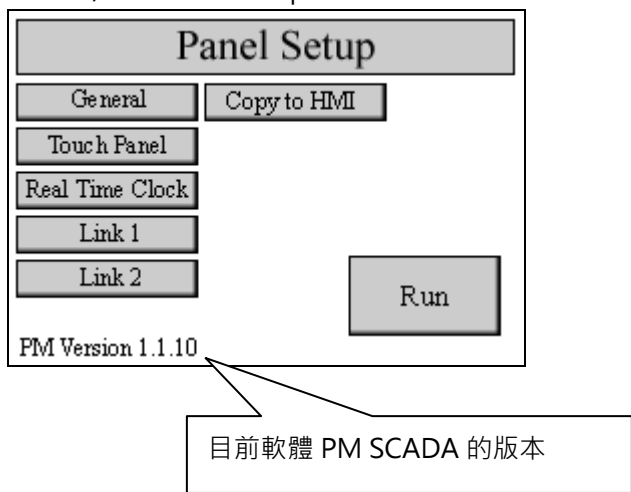 Panel Setup
General
Copy to HMI
Touch Panel
Real Time Clock
Link 1
Link 2
Run
PM Version 1.1.10
目前軟體 PM SCADA 的版本